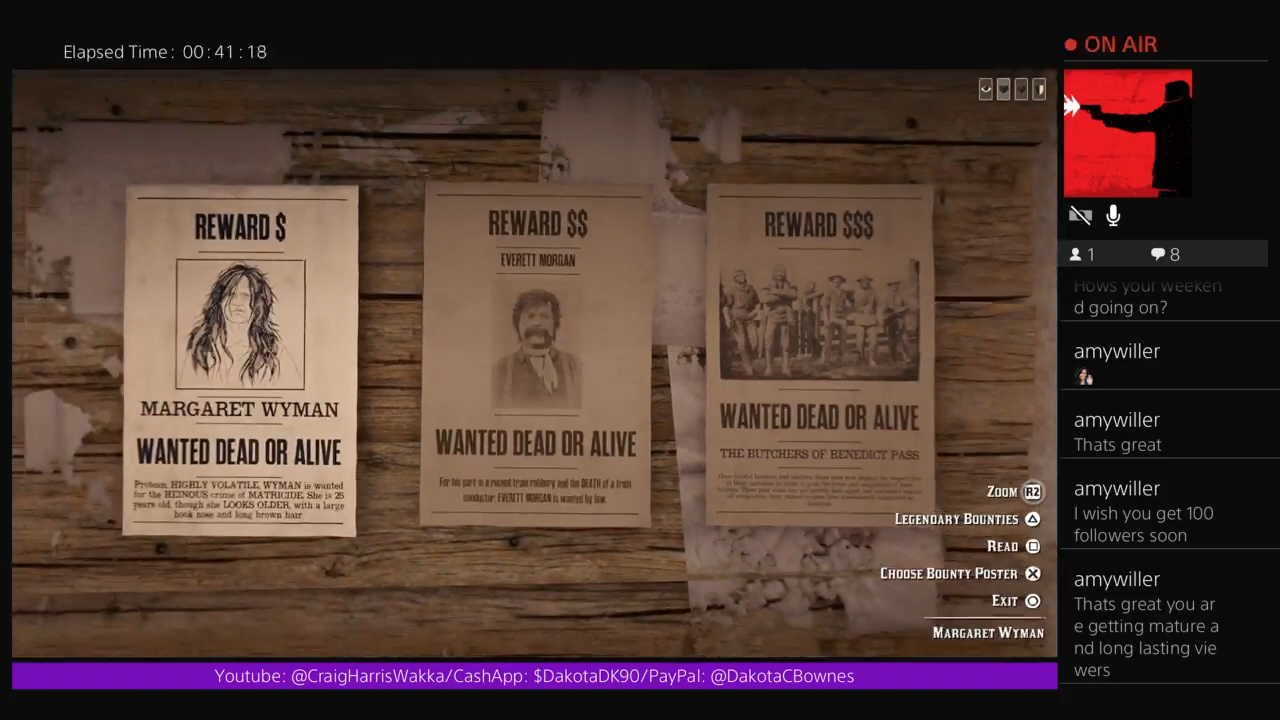 Elapsed Time: 00:41:18
ON AIR
REWARD $
MARGARET WYMAN
WANTED DEAD OR ALIVE
Protean, HIGHLY VOLATILE, WYMAN is wanted
for the HEINOUS crime of MATRICIDE. She is 25
years old, though she LOOKS OLDER, with a large
hook nose and long brown hair.
REWARD $$
EVERETT MORGAN
WANTED DEAD OR ALIVE
For his part in a recent train robbery and the DEATH of a train
conductor. EVERETT MORGAN is wanted by law.
REWARD $$$
WANTED DEAD OR ALIVE
THE BUTCHERS OF BENEDICT PASS
ZOOM R2
LEGENDARY BOUNTIES
READ
CHOOSE BOUNTY POSTER
EXIT
MARGARET WYMAN
1
8
Hows your weeken
d going on?
amywiller
amywiller
Thats great
amywiller
I wish you get 100
followers soon
amywiller
Thats great you ar
e getting mature a
nd long lasting vie
wers
Youtube: @CraigHarrisWakka/CashApp: $DakotaDK90/PayPal: @DakotaCBownes